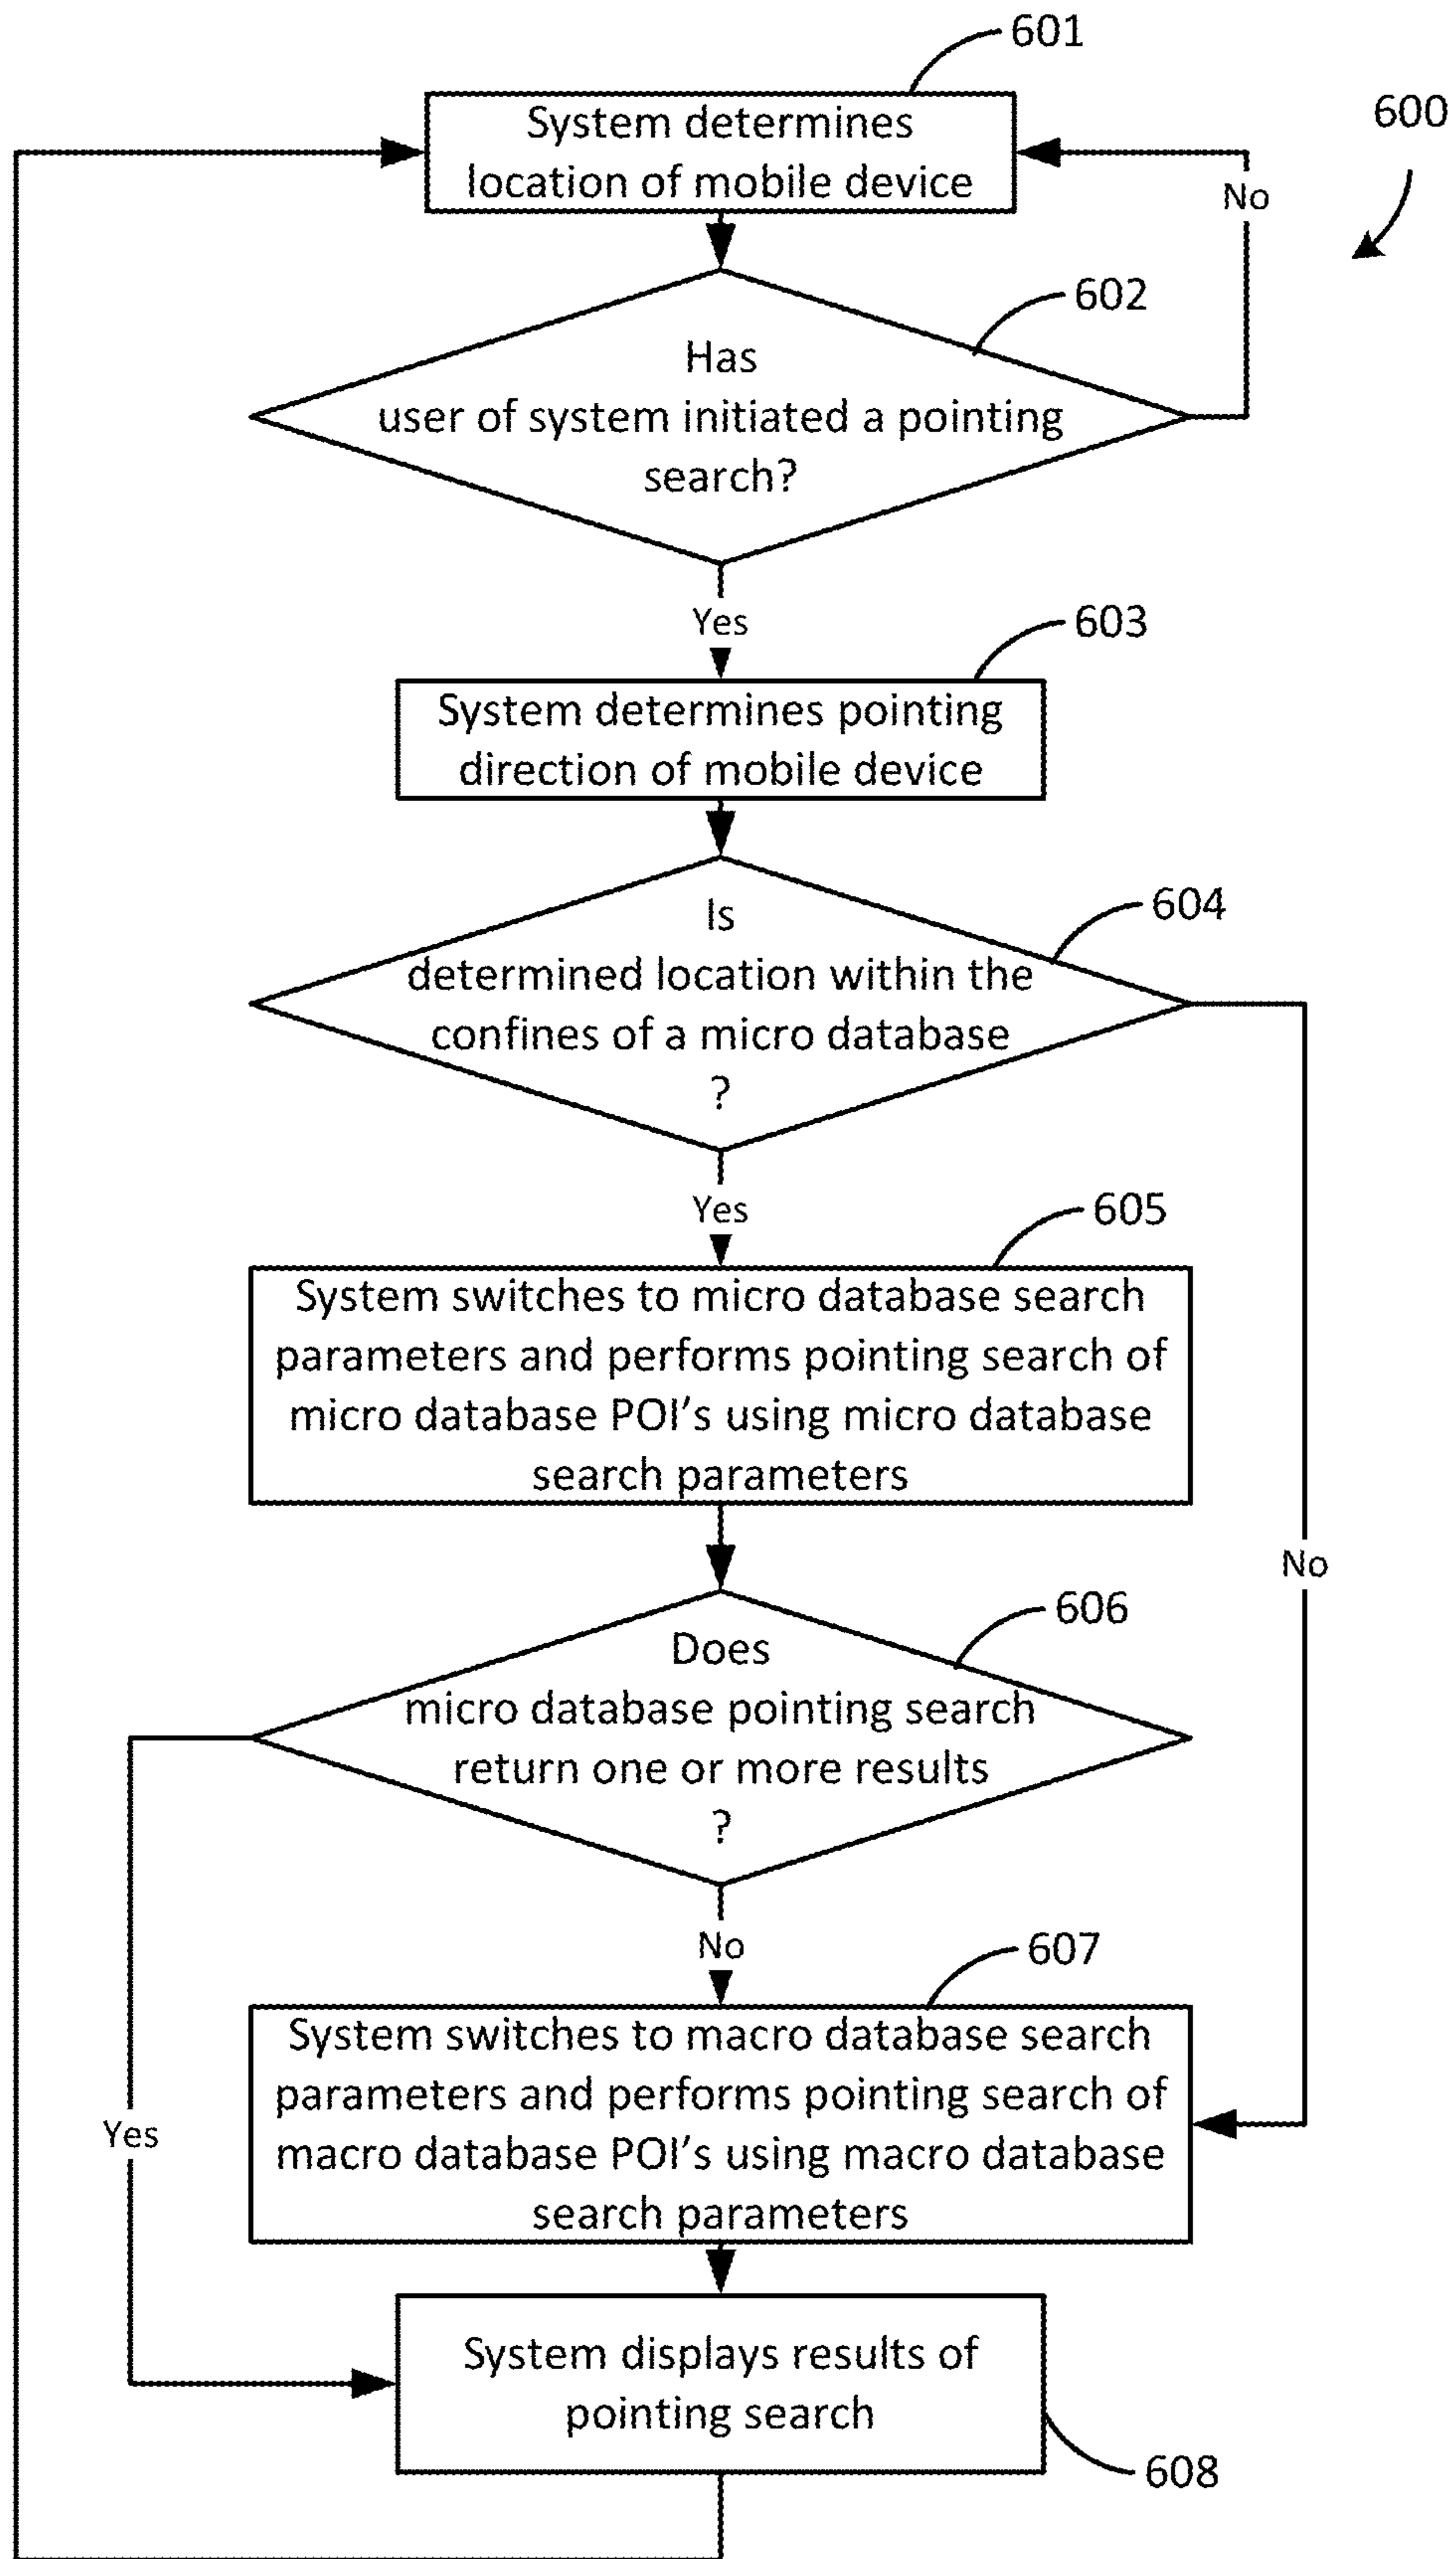 601
System determines
location of mobile device
600
No
602
Has
user of system initiated a pointing
search?
Yes
603
System determines pointing
direction of mobile device
604
Is
determined location within the
confines of a micro database
?
Yes
605
System switches to micro database search
parameters and performs pointing search of
micro database POI's using micro database
search parameters
No
606
Does
micro database pointing search
return one or more results
?
No
607
System switches to macro database search
parameters and performs pointing search of
macro database POI's using macro database
search parameters
Yes
System displays results of
pointing search
608